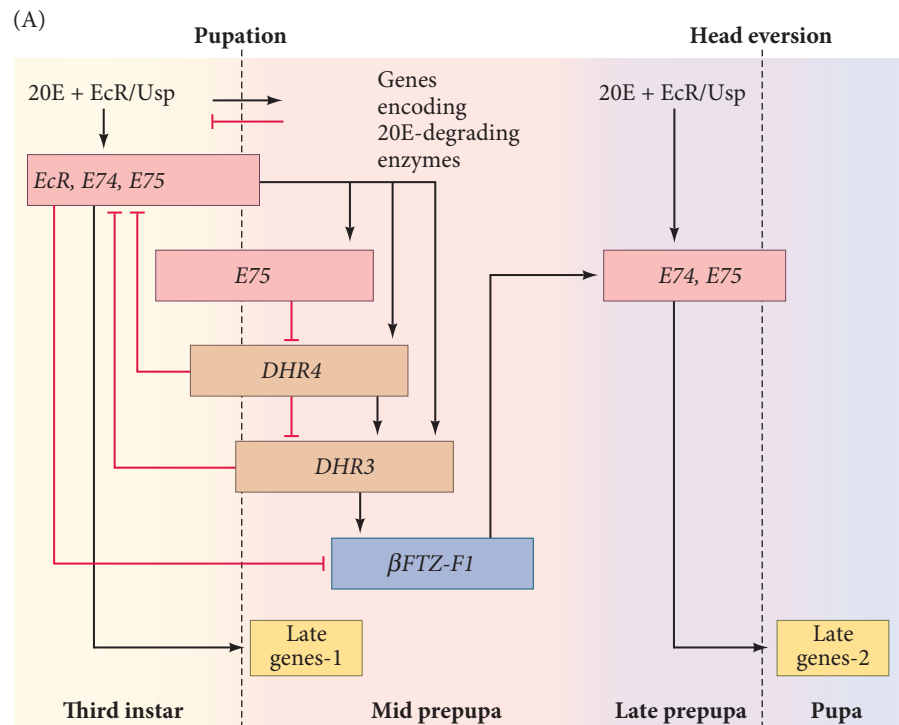 (A)
Pupation
Head eversion
20E + EcR/Usp
Genes
encoding
20E-degrading
enzymes
20E + EcR/Usp
EcR, E74, E75
E75
E74, E75
DHR4
DHR3
βFTZ-F1
Late
genes-1
Late
genes-2
Third instar
Mid prepupa
Late prepupa
Pupa